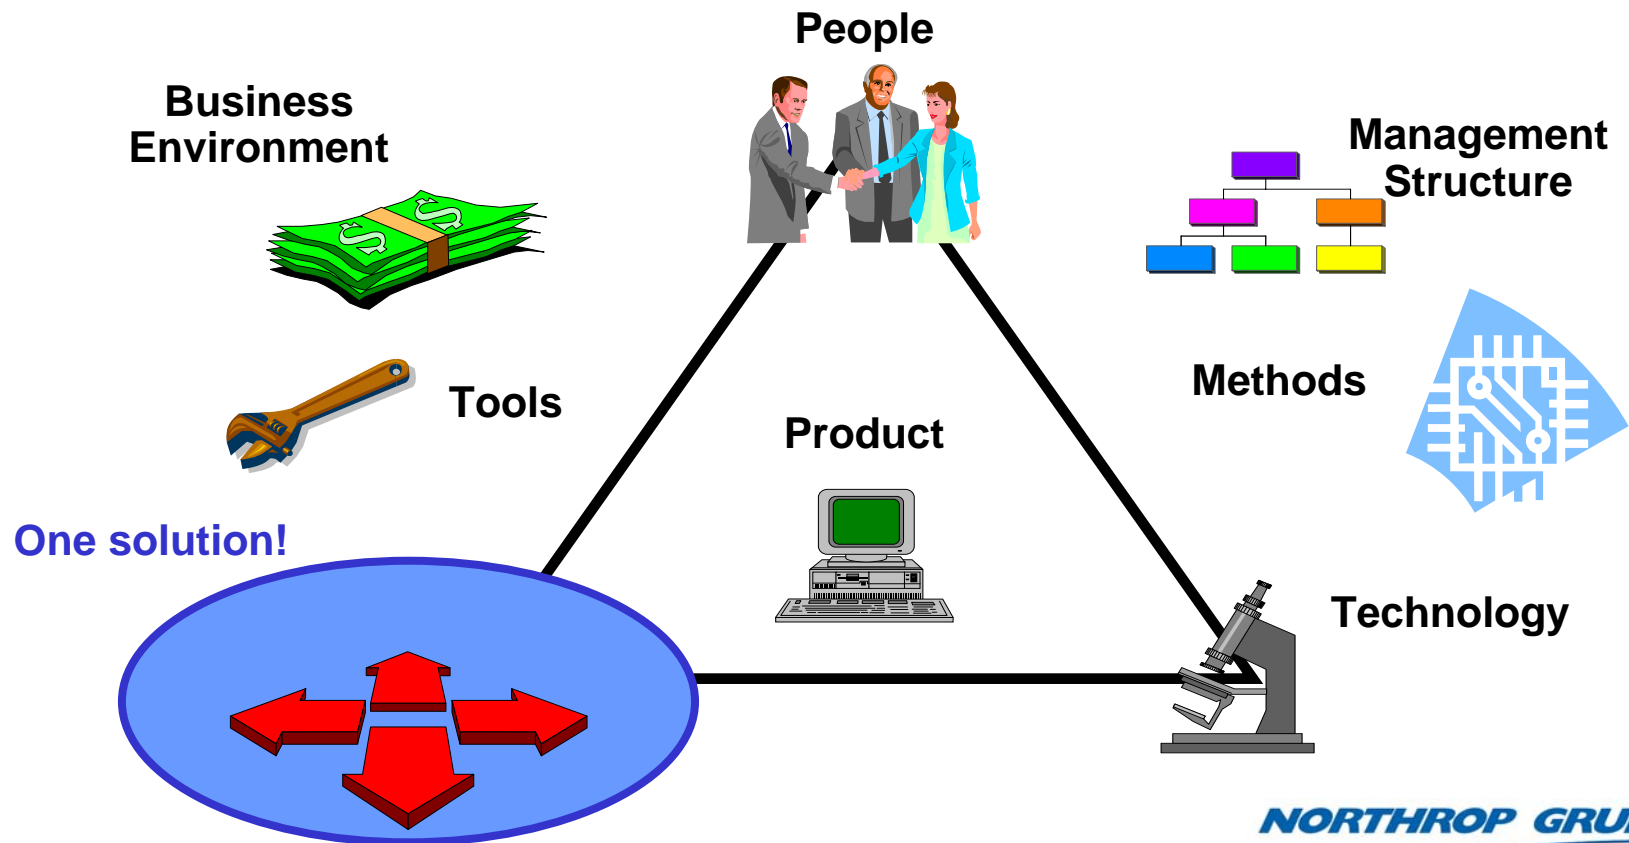 People
Business
Environment
Management
Structure
Tools
Methods
Product
One solution!
Technology
NORTHROP